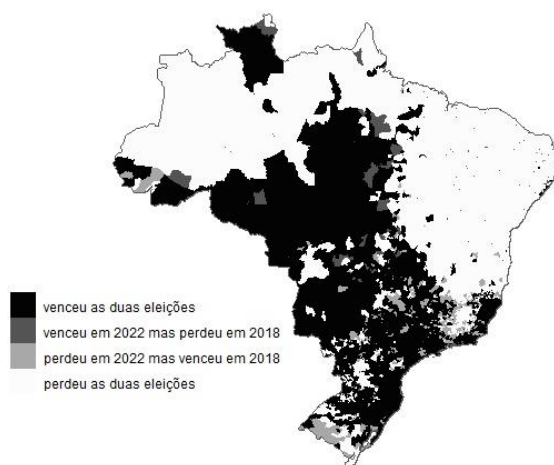 venceu as duas eleições
venceu em 2022 mas perdeu em 2018
perdeu em 2022 mas venceu em 2018
perdeu as duas eleições